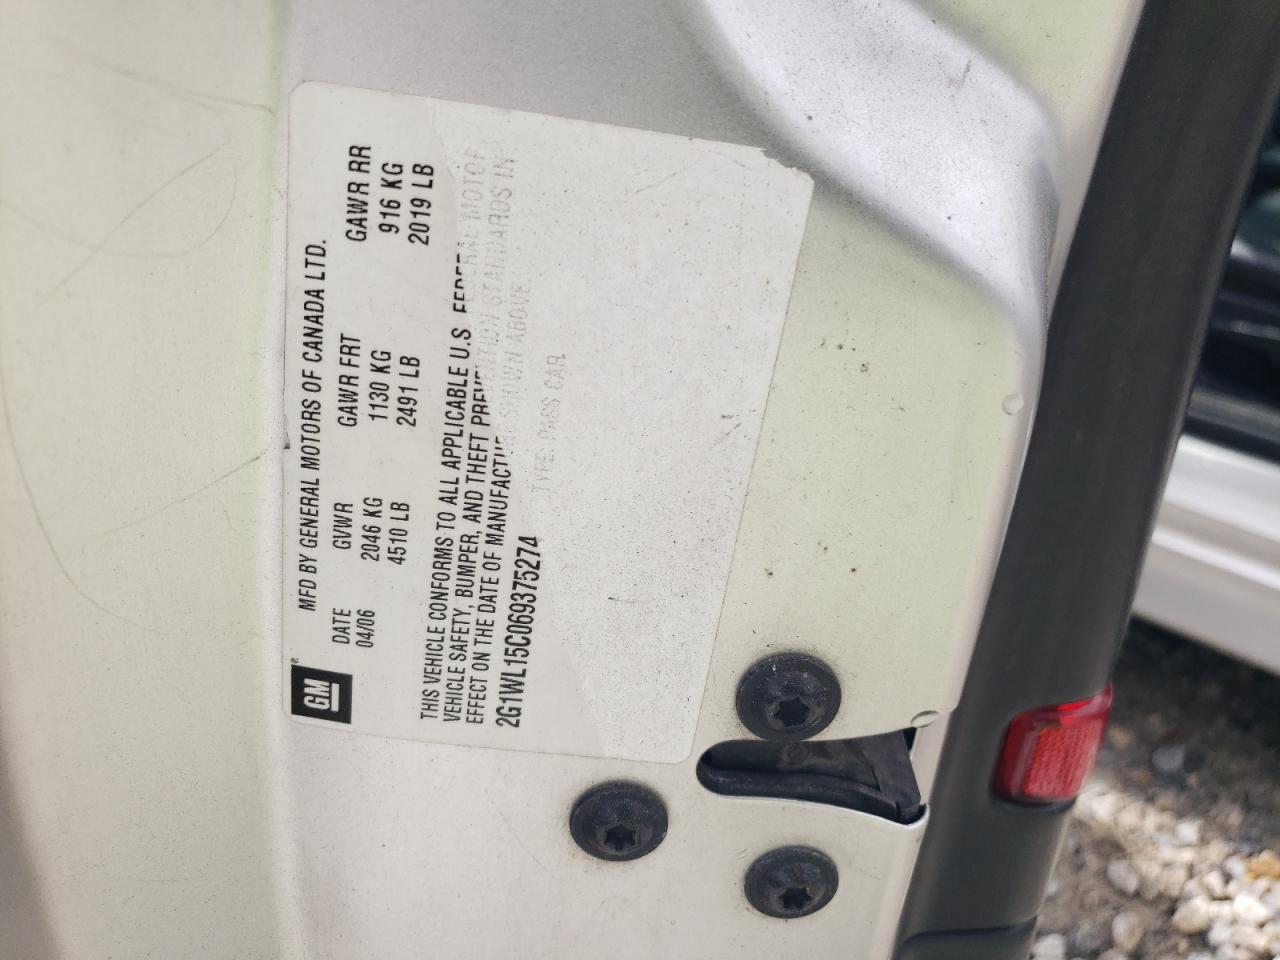 GM
MFD BY GENERAL MOTORS OF CANADA LTD.
DATE GVWR GAWR FRT GAWR RR
04/06 2046 KG 1130 KG 916 KG
4510 LB 2491 LB 2019 LB
THIS VEHICLE CONFORMS TO ALL APPLICABLE U.S. FEDERAL MOTOR
VEHICLE SAFETY, BUMPER, AND THEFT PREVENTION STANDARDS IN
EFFECT ON THE DATE OF MANUFACTURE SHOWN ABOVE.
2G1WL15C069375274 TYPE: PASS CAR